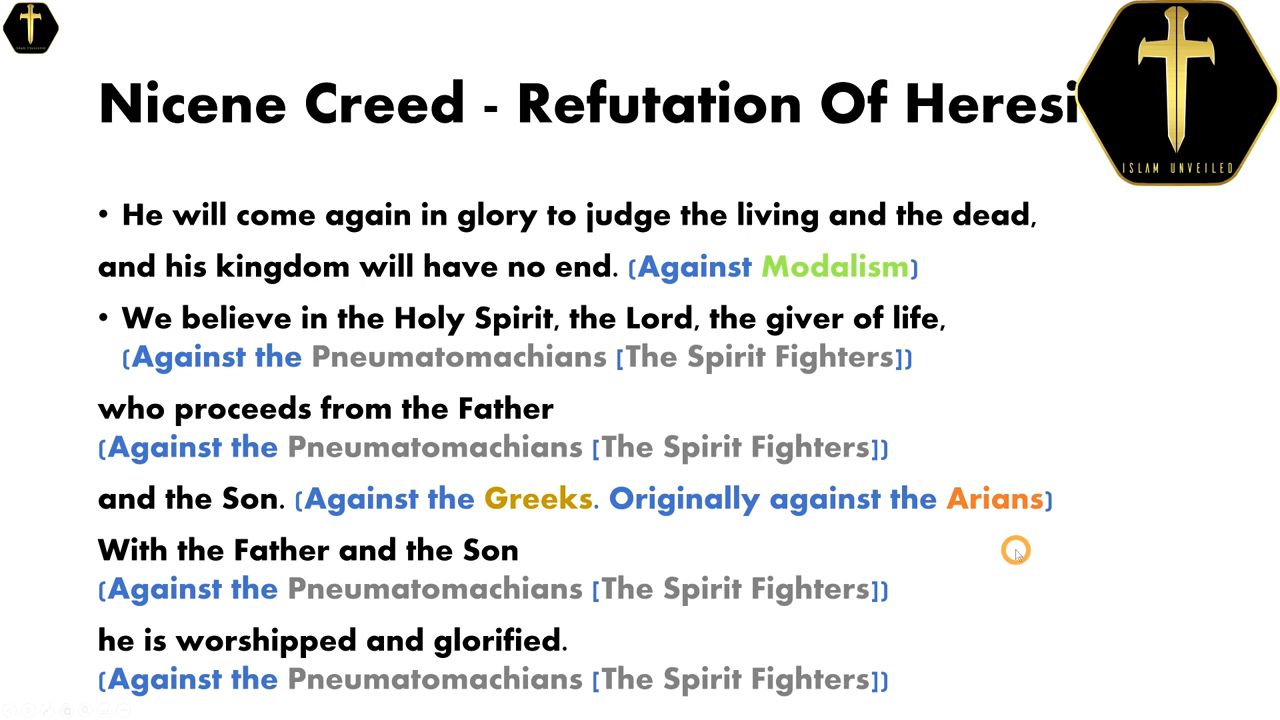 Nicene Creed - Refutation Of Heresi
ISLAM UNVEILED
• He will come again in glory to judge the living and the dead,
and his kingdom will have no end. (Against Modalism)
• We believe in the Holy Spirit, the Lord, the giver of life,
(Against the Pneumatomachians [The Spirit Fighters])
who proceeds from the Father
(Against the Pneumatomachians [The Spirit Fighters])
and the Son. (Against the Greeks. Originally against the Arians)
With the Father and the Son
(Against the Pneumatomachians [The Spirit Fighters])
he is worshipped and glorified.
(Against the Pneumatomachians [The Spirit Fighters])